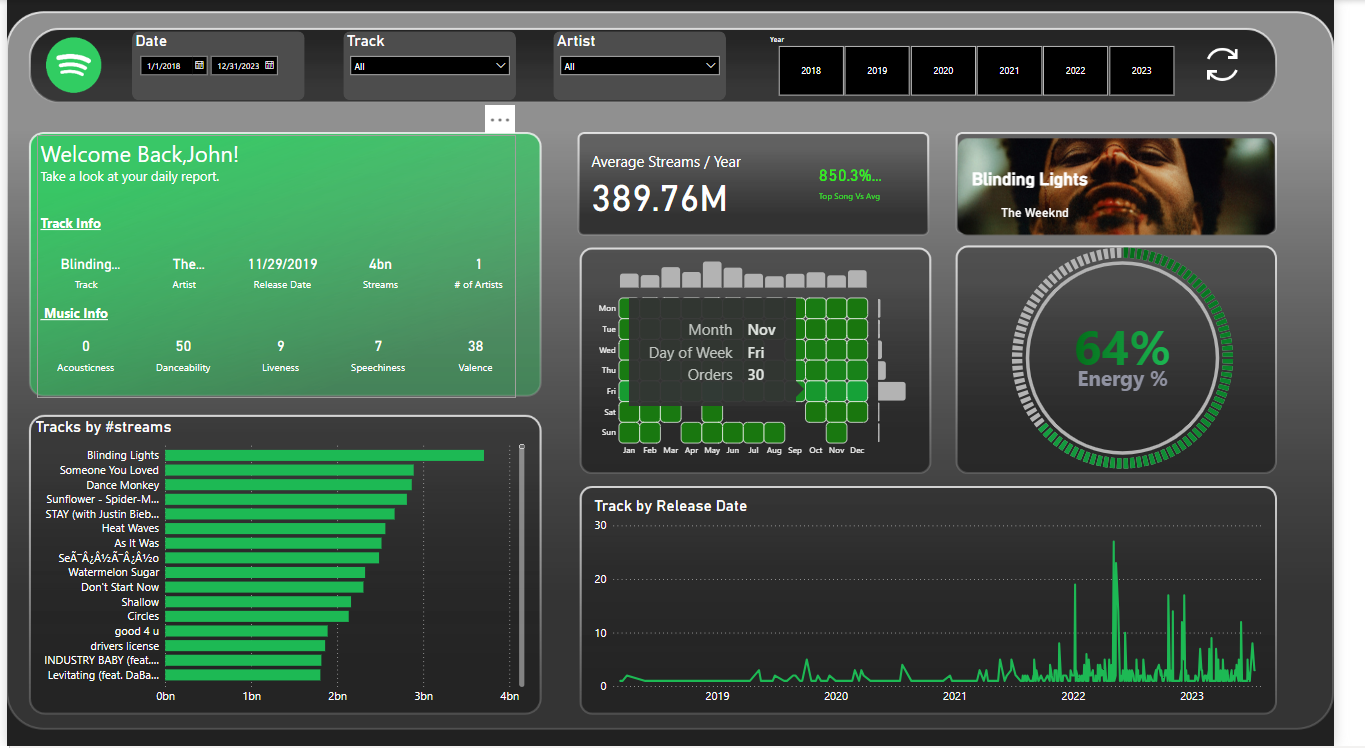 Date
1/1/2018 12/31/2023
Track
All
Artist
All
Year
2018 2019 2020 2021 2022 2023
Welcome Back,John!
Take a look at your daily report.
Track Info
Blinding... The... 11/29/2019 4bn 1
Track Artist Release Date Streams # of Artists
Music Info
0 50 9 7 38
Acousticness Danceability Liveness Speechiness Valence
Average Streams / Year
389.76M
850.3%...
Top Song Vs Avg
Blinding Lights
The Weeknd
Mon
Tue
Wed
Thu
Fri
Sat
Sun
Jan Feb Mar Apr May Jun Jul Aug Sep Oct Nov Dec
Month Nov
Day of Week Fri
Orders 30
64%
Energy %
Tracks by #streams
Blinding Lights
Someone You Loved
Dance Monkey
Sunflower - Spider-M...
STAY (with Justin Bieb...
Heat Waves
As It Was
SeÃ¯Â¿Â½Ã¯Â¿Â½o
Watermelon Sugar
Don't Start Now
Shallow
Circles
good 4 u
drivers license
INDUSTRY BABY (feat....
Levitating (feat. DaBa...
0bn 1bn 2bn 3bn 4bn
Track by Release Date
30
20
10
0
2019 2020 2021 2022 2023